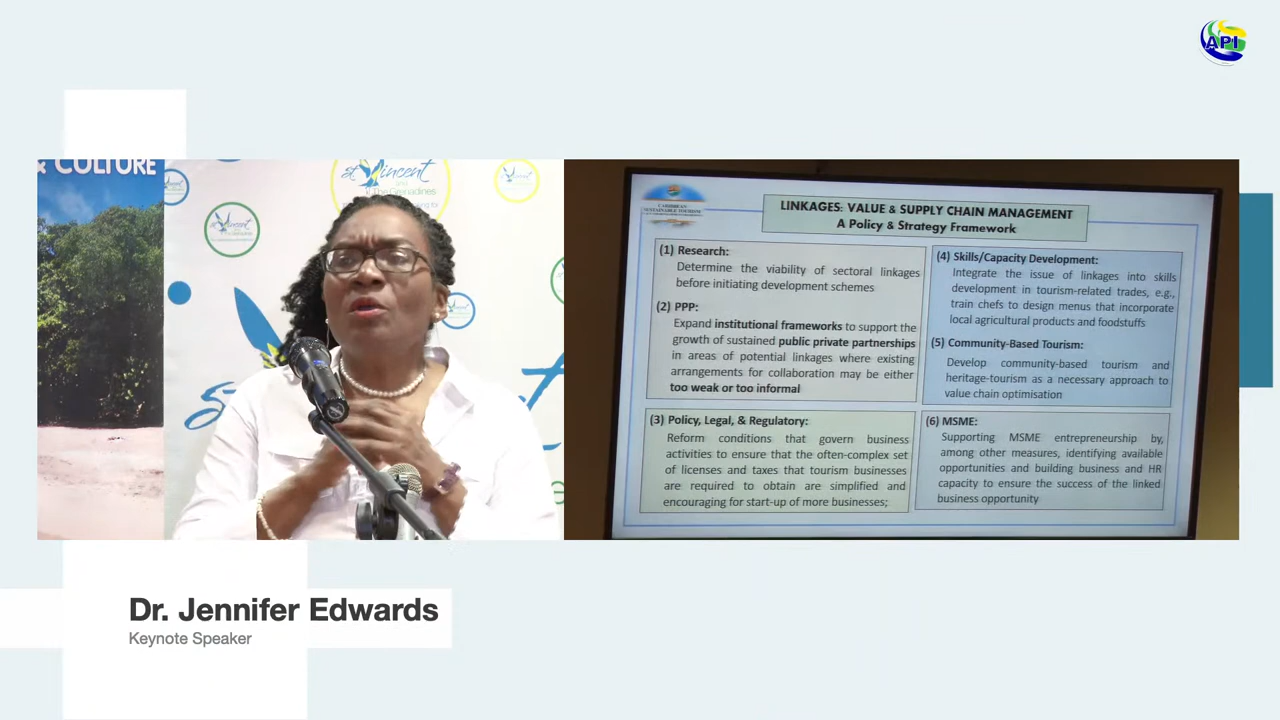 API
& CULTURE
st Vincent
and
The Grenadines
CARIBBEAN
SUSTAINABLE TOURISM
LINKAGES: VALUE & SUPPLY CHAIN MANAGEMENT
A Policy & Strategy Framework
(1) Research:
Determine the viability of sectoral linkages
before initiating development schemes
(2) PPP:
Expand institutional frameworks to support the
growth of sustained public private partnerships
in areas of potential linkages where existing
arrangements for collaboration may be either
too weak or too informal
(3) Policy, Legal, & Regulatory:
Reform conditions that govern business
activities to ensure that the often-complex set
of licenses and taxes that tourism businesses
are required to obtain are simplified and
encouraging for start-up of more businesses;
(4) Skills/Capacity Development:
Integrate the issue of linkages into skills
development in tourism-related trades, e.g.,
train chefs to design menus that incorporate
local agricultural products and foodstuffs
(5) Community-Based Tourism:
Develop community-based tourism and
heritage-tourism as a necessary approach to
value chain optimisation
(6) MSME:
Supporting MSME entrepreneurship by,
among other measures, identifying available
opportunities and building business and HR
capacity to ensure the success of the linked
business opportunity
Dr. Jennifer Edwards
Keynote Speaker